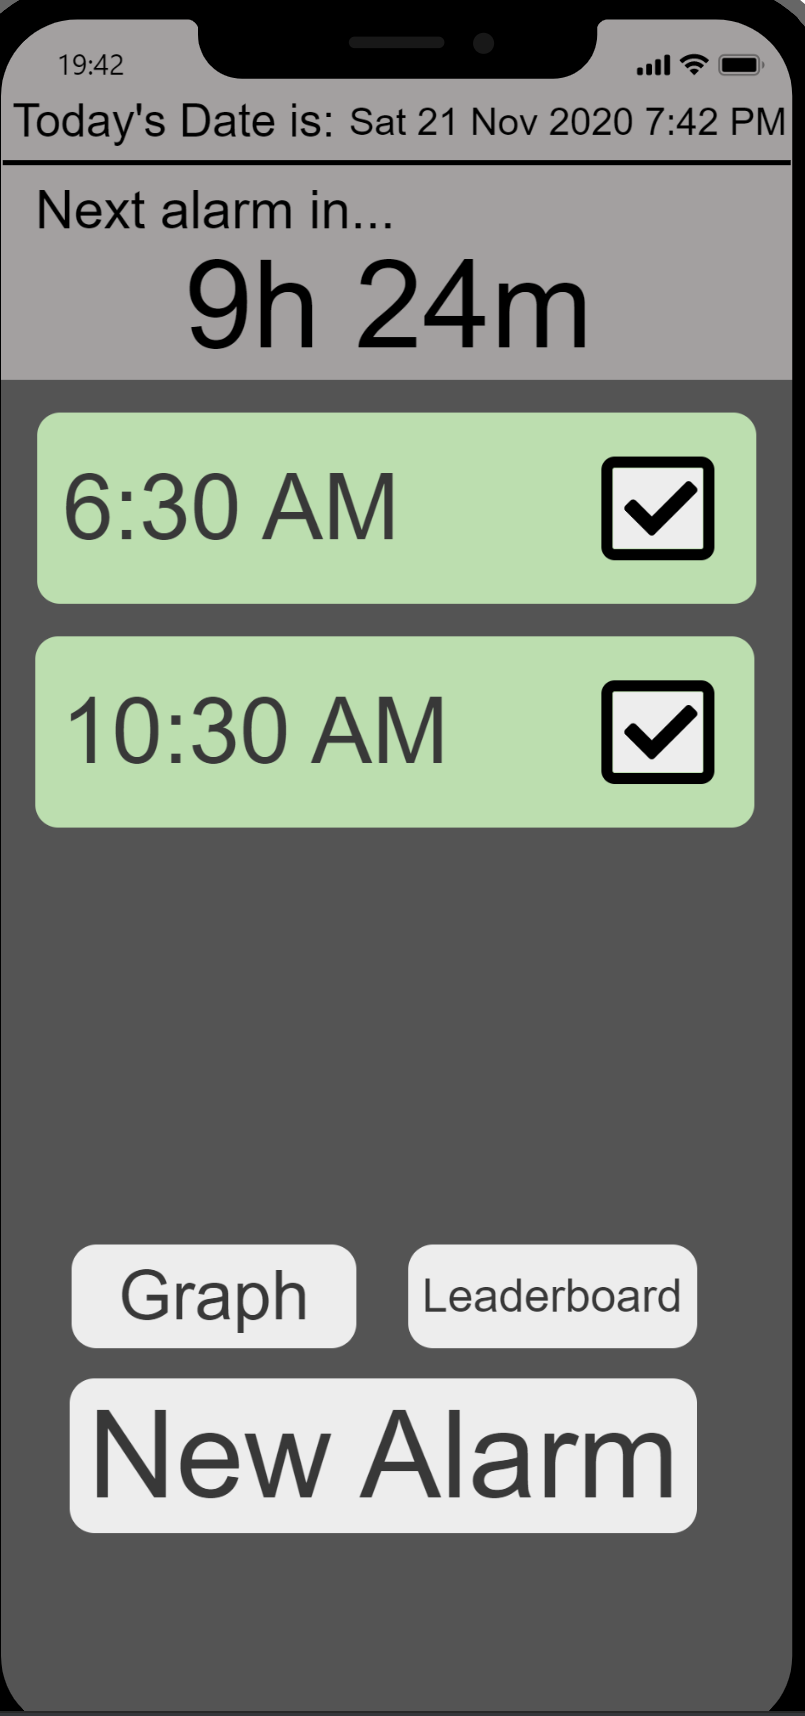 19:42
Today's Date is: Sat 21 Nov 2020 7:42 PM
Next alarm in...
9h 24m
6:30 AM
10:30 AM
Graph
Leaderboard
New Alarm